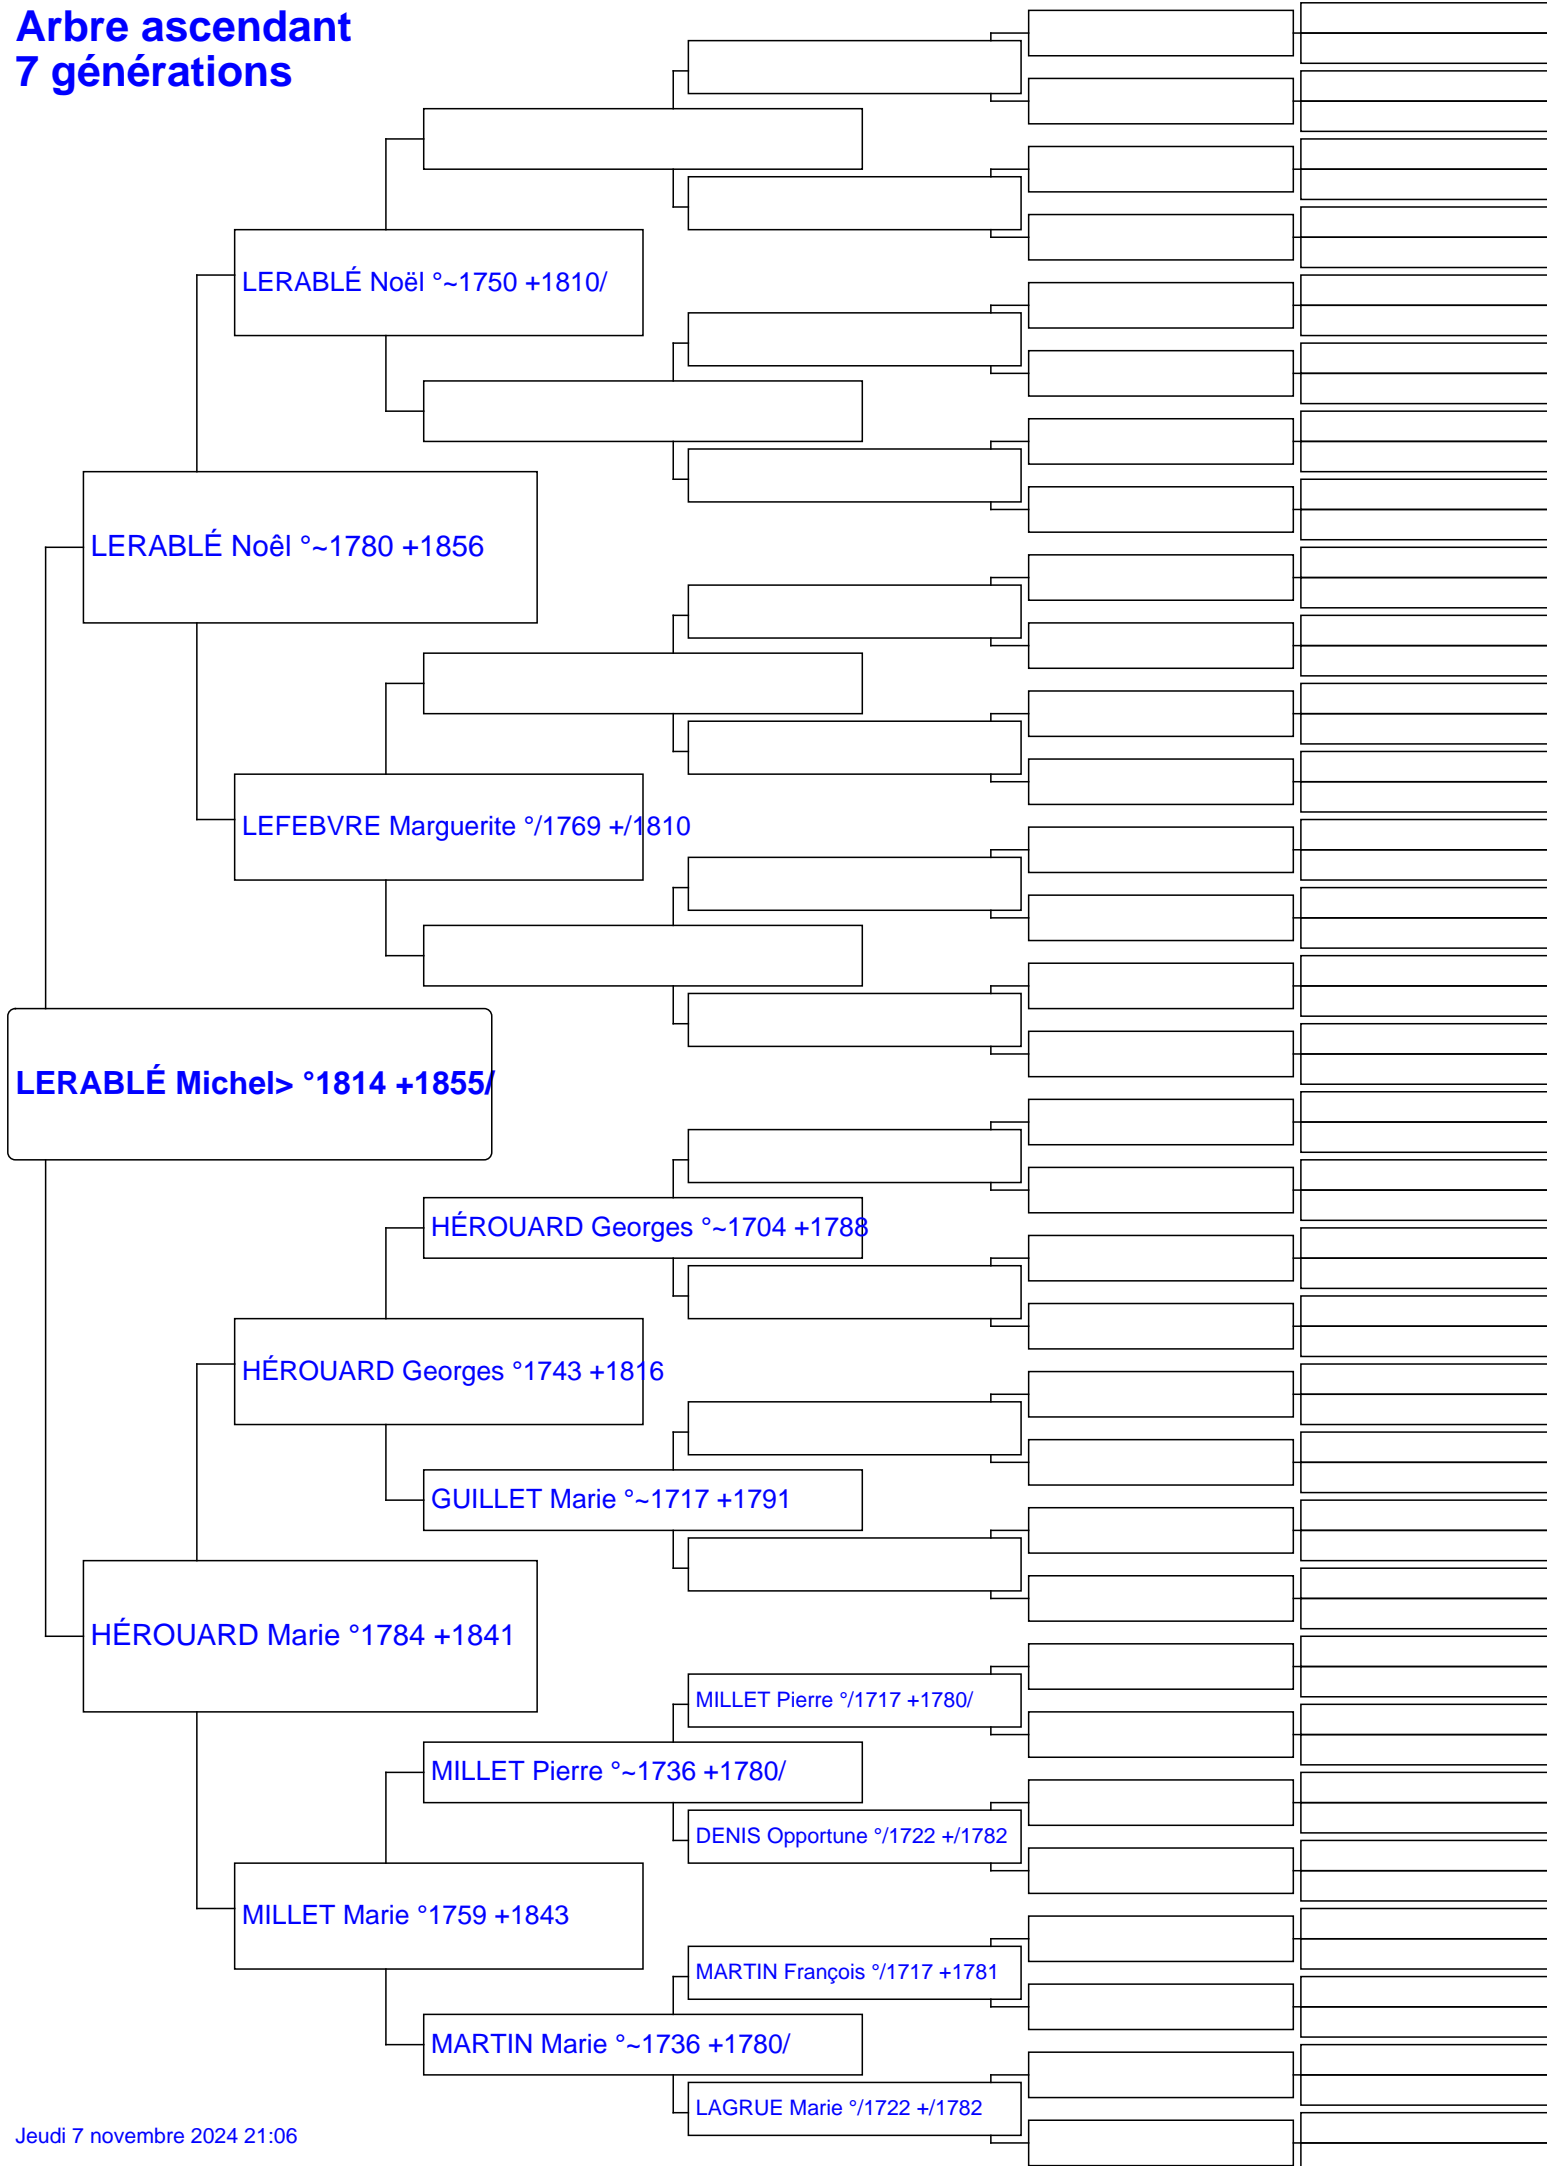 Arbre ascendant
7 générations
LERABLÉ Noël °~1750 +1810/
LERABLÉ Noêl °~1780 +1856
LEFEBVRE Marguerite °/1769 +/1810
LERABLÉ Michel> °1814 +1855/
HÉROUARD Georges °~1704 +1788
HÉROUARD Georges °1743 +1816
GUILLET Marie °~1717 +1791
HÉROUARD Marie °1784 +1841
MILLET Pierre °/1717 +1780/
MILLET Pierre °~1736 +1780/
DENIS Opportune °/1722 +/1782
MILLET Marie °1759 +1843
MARTIN François °/1717 +1781
MARTIN Marie °~1736 +1780/
LAGRUE Marie °/1722 +/1782
Jeudi 7 novembre 2024 21:06